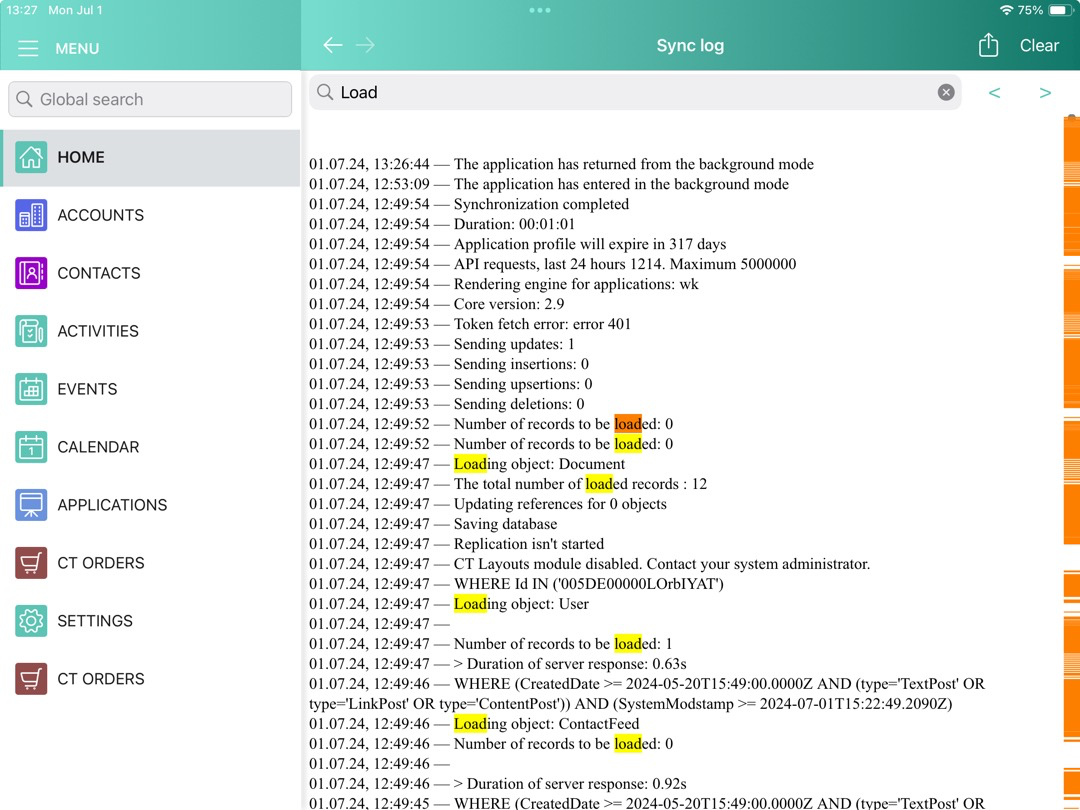 13:27 Mon Jul 1
75%
MENU
Sync log
Clear
Global search
Load
< >
HOME
ACCOUNTS
CONTACTS
ACTIVITIES
EVENTS
CALENDAR
1
APPLICATIONS
CT ORDERS
SETTINGS
CT ORDERS
01.07.24, 13:26:44 — The application has returned from the background mode
01.07.24, 12:53:09 — The application has entered in the background mode
01.07.24, 12:49:54 — Synchronization completed
01.07.24, 12:49:54 — Duration: 00:01:01
01.07.24, 12:49:54 — Application profile will expire in 317 days
01.07.24, 12:49:54 — API requests, last 24 hours 1214. Maximum 5000000
01.07.24, 12:49:54 — Rendering engine for applications: wk
01.07.24, 12:49:54 — Core version: 2.9
01.07.24, 12:49:53 — Token fetch error: error 401
01.07.24, 12:49:53 — Sending updates: 1
01.07.24, 12:49:53 — Sending insertions: 0
01.07.24, 12:49:53 — Sending upsertions: 0
01.07.24, 12:49:53 — Sending deletions: 0
01.07.24, 12:49:52 — Number of records to be loaded: 0
01.07.24, 12:49:52 — Number of records to be loaded: 0
01.07.24, 12:49:47 — Loading object: Document
01.07.24, 12:49:47 — The total number of loaded records : 12
01.07.24, 12:49:47 — Updating references for 0 objects
01.07.24, 12:49:47 — Saving database
01.07.24, 12:49:47 — Replication isn't started
01.07.24, 12:49:47 — CT Layouts module disabled. Contact your system administrator.
01.07.24, 12:49:47 — WHERE Id IN ('005DE00000LOrbIYAT')
01.07.24, 12:49:47 — Loading object: User
01.07.24, 12:49:47 —
01.07.24, 12:49:47 — Number of records to be loaded: 1
01.07.24, 12:49:47 — > Duration of server response: 0.63s
01.07.24, 12:49:46 — WHERE (CreatedDate >= 2024-05-20T15:49:00.0000Z AND (type='TextPost' OR
type='LinkPost' OR type='ContentPost')) AND (SystemModstamp >= 2024-07-01T15:22:49.2090Z)
01.07.24, 12:49:46 — Loading object: ContactFeed
01.07.24, 12:49:46 — Number of records to be loaded: 0
01.07.24, 12:49:46 —
01.07.24, 12:49:46 — > Duration of server response: 0.92s
01.07.24, 12:49:45 — WHERE (CreatedDate >= 2024-05-20T15:49:00.0000Z AND (type='TextPost' OR